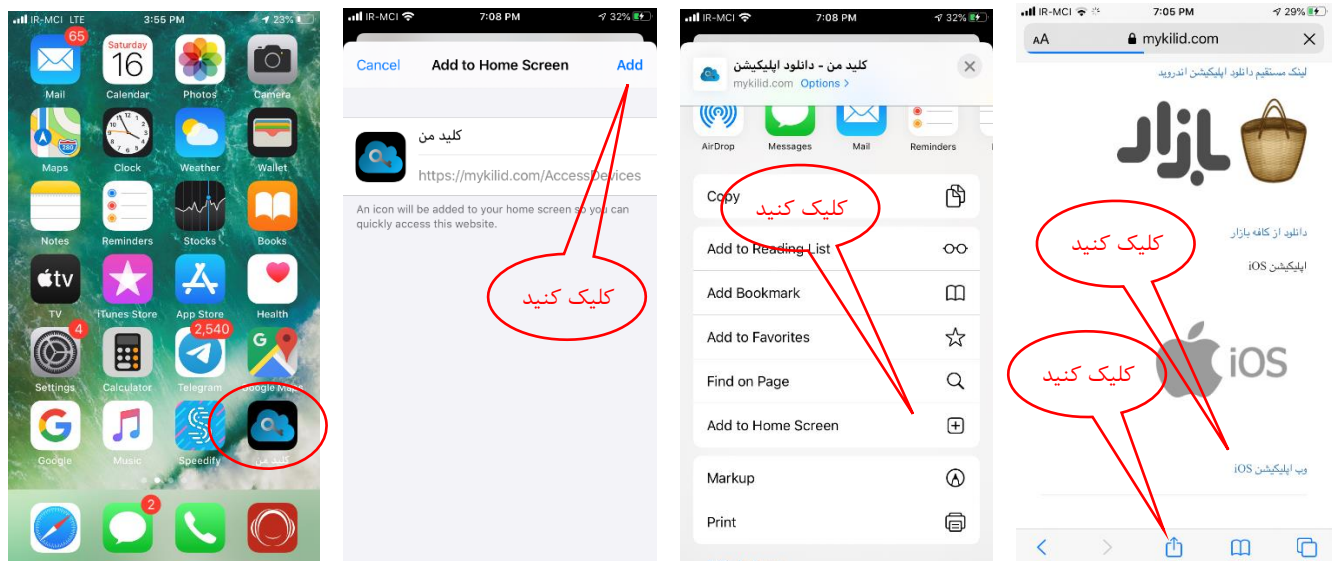 IR-MCI LTE 3:55 PM 23%
65
Saturday
16
Mail Calendar Photos Camera
280
12
Maps Clock Weather Wallet
Notes Reminders Stocks Books
tv
TV iTunes Store App Store Health
4
2,540
G
Settings Calculator Telegram Google Maps
G
Google Music Speedify کلید من
2
IR-MCI 7:08 PM 32%
Cancel Add to Home Screen Add
کلید من
https://mykilid.com/AccessDevices
An icon will be added to your home screen so you can
quickly access this website.
کلیک کنید
IR-MCI 7:08 PM 32%
کلید من - دانلود اپلیکیشن
mykilid.com Options >
AirDrop Messages Mail Reminders
Copy
کلیک کنید
Add to Reading List
Add Bookmark
Add to Favorites
Find on Page
Add to Home Screen
Markup
Print
IR-MCI 7:05 PM 29%
AA mykilid.com
لینک مستقیم دانلود اپلیکیشن اندروید
بازار
دانلود از کافه بازار
کلیک کنید
اپلیکیشن iOS
iOS
کلیک کنید
وب اپلیکیشن iOS